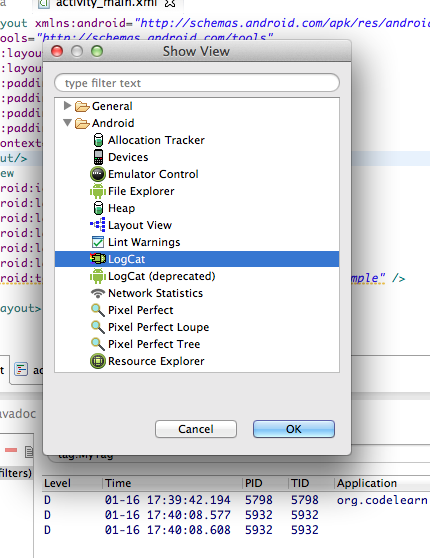 activity_main.xml
yout xmlns:android="http://schemas.android.com/apk/res/androi
ools="http://schemas.android.com/tools"
Show View
:layou
:layou
:paddi
:paddi
:paddi
:paddi
ontext
ut/>
ew
roid:i
roid:l
roid:l
roid:l
roid:l
roid:t
mple" />
ayout>
type filter text
General
Android
Allocation Tracker
Devices
Emulator Control
File Explorer
Heap
Layout View
Lint Warnings
LogCat
LogCat (deprecated)
Network Statistics
Pixel Perfect
Pixel Perfect Loupe
Pixel Perfect Tree
Resource Explorer
Cancel
OK
avadoc
tag:MyTag
filters)
Level Time PID TID Application
D 01-16 17:39:42.194 5798 5798 org.codelearn
D 01-16 17:40:08.577 5932 5932
D 01-16 17:40:08.608 5932 5932